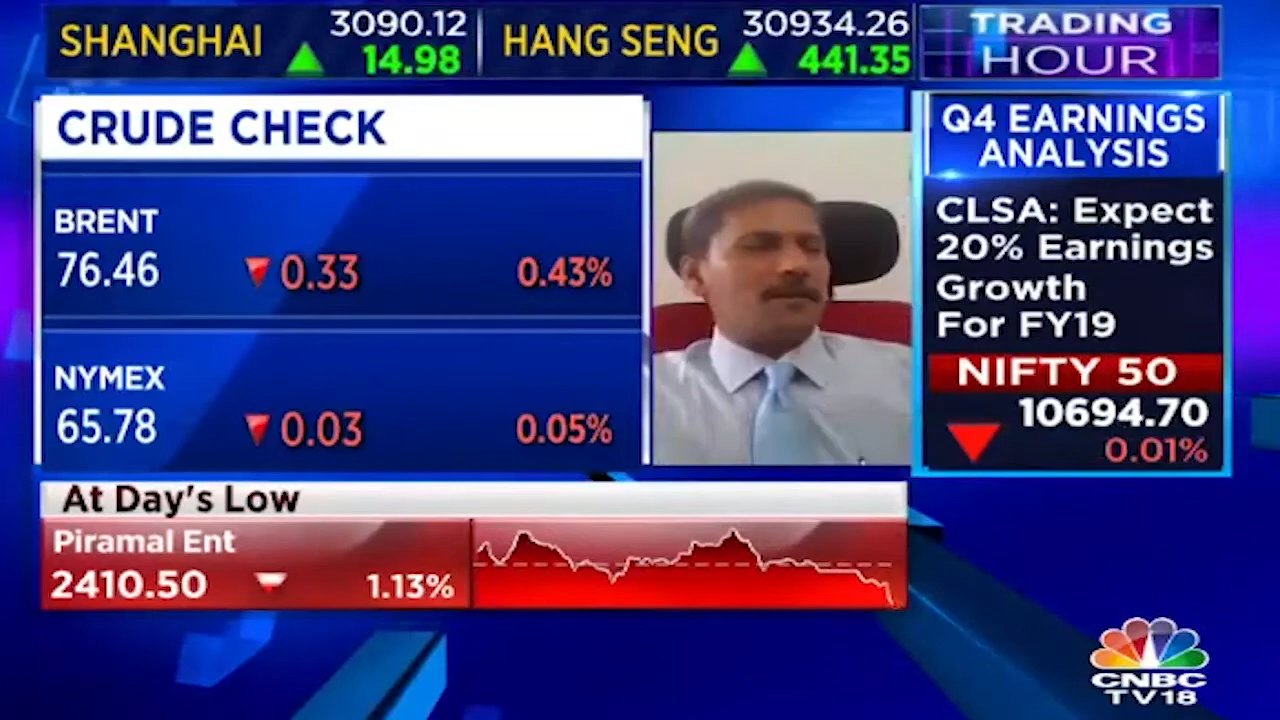 SHANGHAI
3090.12
14.98
HANG SENG
30934.26
441.35
TRADING
HOUR
CRUDE CHECK
BRENT
76.46
0.33
0.43%
NYMEX
65.78
0.03
0.05%
Q4 EARNINGS
ANALYSIS
CLSA: Expect
20% Earnings
Growth
For FY19
NIFTY 50
10694.70
0.01%
At Day's Low
Piramal Ent
2410.50
1.13%
CNBC
TV18